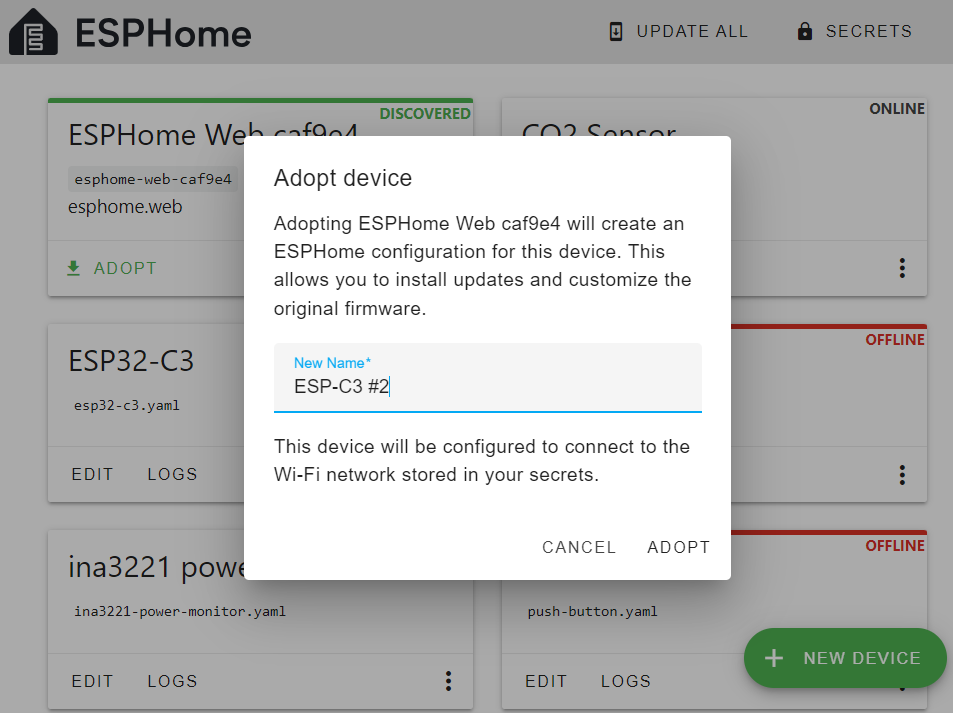 ESPHome
UPDATE ALL
SECRETS
DISCOVERED
ESPHome Web caf9e4
esphome-web-caf9e4
esphome.web
ADOPT
ONLINE
CO2 Sensor
Adopt device
Adopting ESPHome Web caf9e4 will create an
ESPHome configuration for this device. This
allows you to install updates and customize the
original firmware.
New Name*
ESP-C3 #2
This device will be configured to connect to the
Wi-Fi network stored in your secrets.
CANCEL
ADOPT
ESP32-C3
esp32-c3.yaml
EDIT
LOGS
OFFLINE
ina3221 powe
ina3221-power-monitor.yaml
EDIT
LOGS
OFFLINE
push-button.yaml
EDIT
LOGS
NEW DEVICE